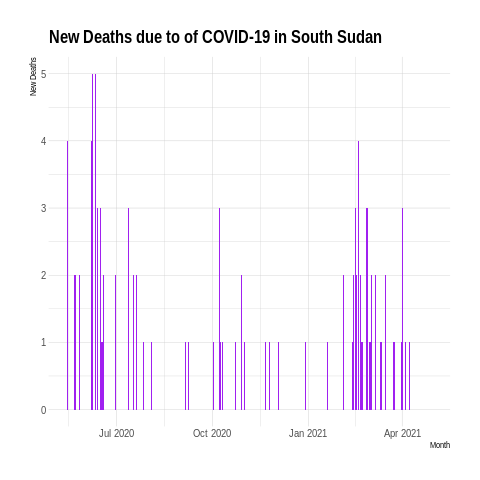 New Deaths due to of COVID-19 in South Sudan
New Deaths
5
4
3
2
1
0
Jul 2020 Oct 2020 Jan 2021 Apr 2021
Month